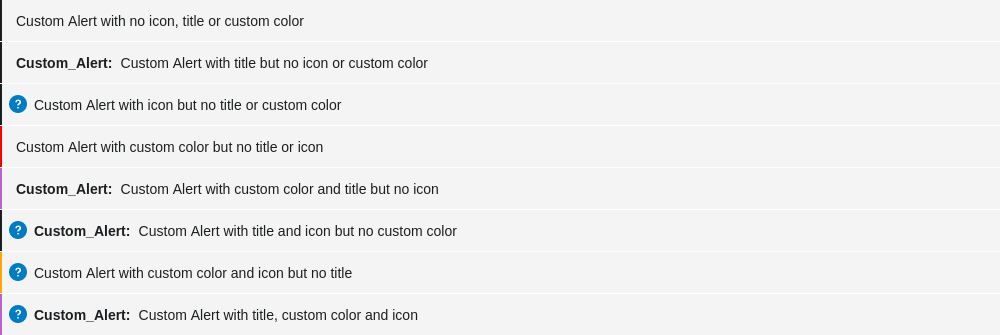 Custom Alert with no icon, title or custom color
Custom_Alert: Custom Alert with title but no icon or custom color
? Custom Alert with icon but no title or custom color
Custom Alert with custom color but no title or icon
Custom_Alert: Custom Alert with custom color and title but no icon
? Custom_Alert: Custom Alert with title and icon but no custom color
? Custom Alert with custom color and icon but no title
? Custom_Alert: Custom Alert with title, custom color and icon